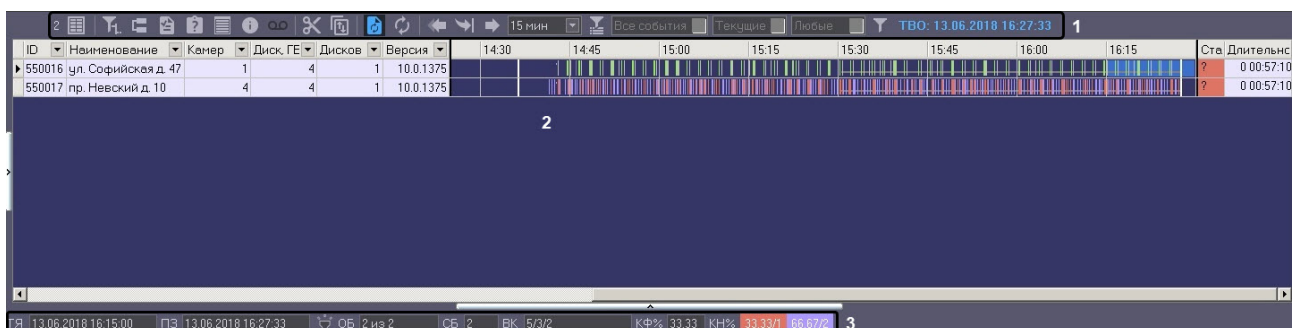 2 15 мин Все события Текущие Любые ТВО: 13.06.2018 16:27:33 1
ID Наименование Камер Диск, ГЕ Дисков Версия 14:30 14:45 15:00 15:15 15:30 15:45 16:00 16:15 Ста Длительнс
550016 ул. Софийская д. 47 1 4 1 10.0.1375 ? 0 00:57:10
550017 пр. Невский д. 10 4 4 1 10.0.1375 ? 0 00:57:10
2
ТЯ 13.06.2018 16:15:00 ПЗ 13.06.2018 16:27:33 ОБ 2 из 2 СБ 2 ВК 5/3/2 КФ% 33.33 КН% 33.33/1 66.67/2 3